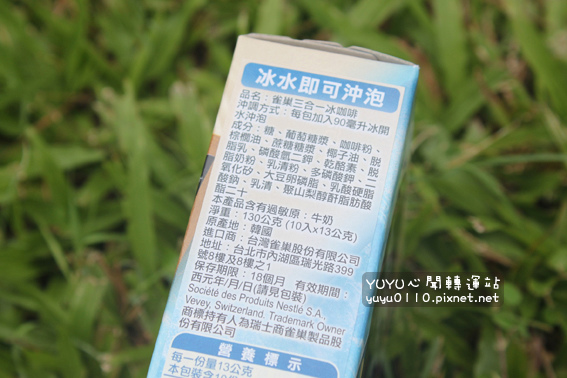 冰水即可沖泡
品名：雀巢三合一冰咖啡
沖調方式：每包加入90毫升冰開
水沖泡
成分：糖、葡萄糖漿、咖啡粉、
棕櫚油、蔗糖糖漿、椰子油、脫
脂乳、磷酸氫二鉀、乾酪素、脫
脂奶粉、乳清粉、多磷酸鉀、二
氧化矽、大豆卵磷脂、乳酸硬脂
酸鈉、乳清、聚山梨醇酐脂肪酸
酯二十
本產品含有過敏原：牛奶
淨重：130公克 (10入x13公克)
原產地：韓國
進口商：台灣雀巢股份有限公司
地址：台北市內湖區瑞光路399
號8樓及8樓之1
保存期限：18個月 有效期間：
西元年/月/日(請見包裝)
Société des Produits Nestlé S.A.,
Vevey, Switzerland, Trademark Owner
商標持有人為瑞士商雀巢製品股
份有限公司
營養標示
每一份量13公克
本包裝含10
YUYU心閒轉運站
yuyu0110.pixnet.net